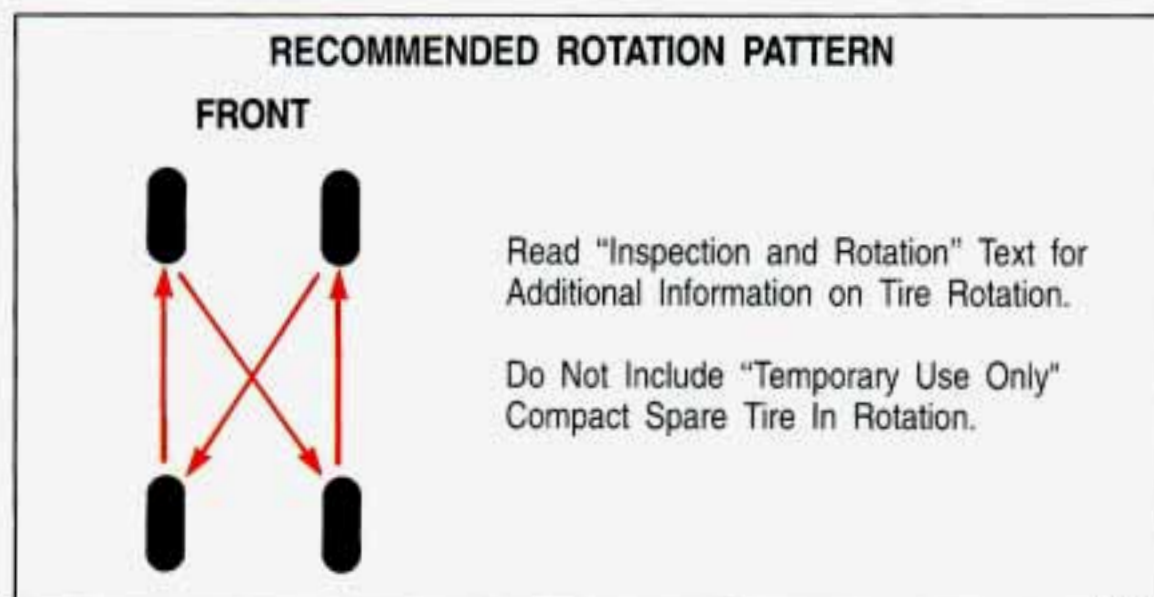 RECOMMENDED ROTATION PATTERN
FRONT
Read “Inspection and Rotation” Text for
Additional Information on Tire Rotation.
Do Not Include “Temporary Use Only"
Compact Spare Tire In Rotation.